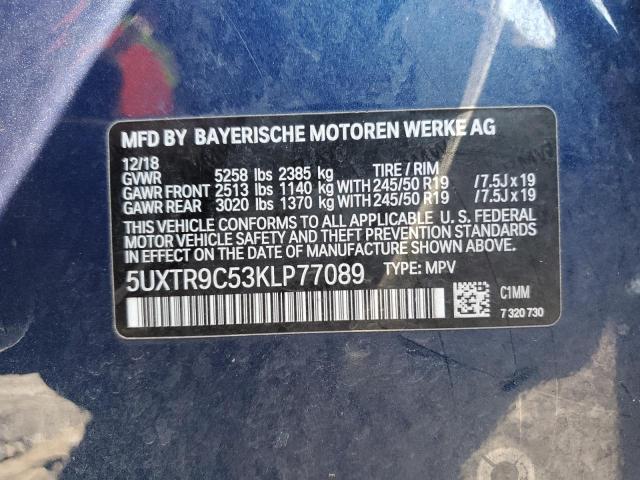 MFD BY BAYERISCHE MOTOREN WERKE AG
12/18
GVWR 5258 lbs 2385 kg TIRE / RIM
GAWR FRONT 2513 lbs 1140 kg WITH 245/50 R19 / 7.5J x 19
GAWR REAR 3020 lbs 1370 kg WITH 245/50 R19 / 7.5J x 19
THIS VEHICLE CONFORMS TO ALL APPLICABLE U. S. FEDERAL
MOTOR VEHICLE SAFETY AND THEFT PREVENTION STANDARDS
IN EFFECT ON THE DATE OF MANUFACTURE SHOWN ABOVE.
5UXTR9C53KLP77089 TYPE: MPV
C1MM
7 320 730